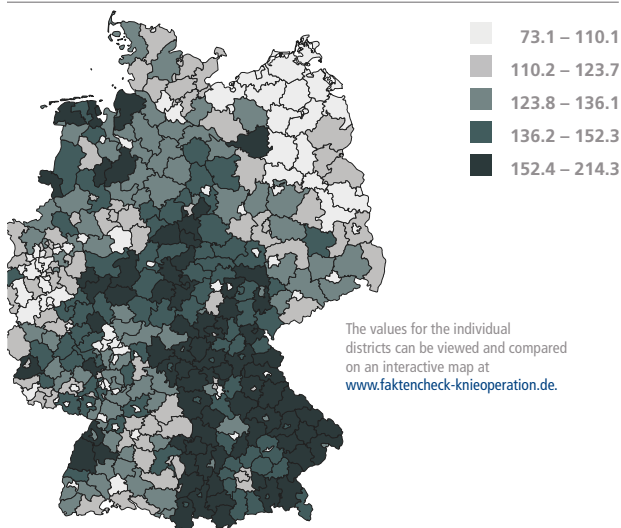 73.1 – 110.1
110.2 – 123.7
123.8 – 136.1
136.2 – 152.3
152.4 – 214.3
The values for the individual
districts can be viewed and compared
on an interactive map at
www.faktencheck-knieoperation.de.